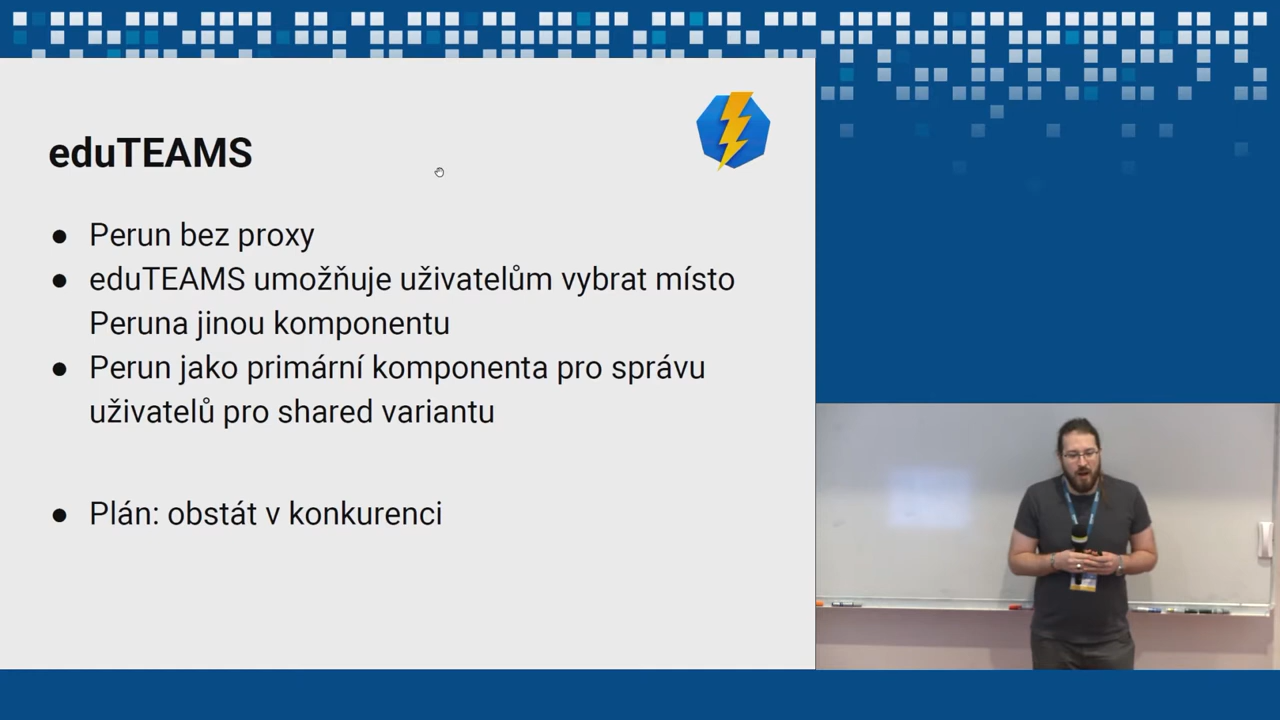 eduTEAMS
● Perun bez proxy
● eduTEAMS umožňuje uživatelům vybrat místo
Peruna jinou komponentu
● Perun jako primární komponenta pro správu
uživatelů pro shared variantu
● Plán: obstát v konkurenci